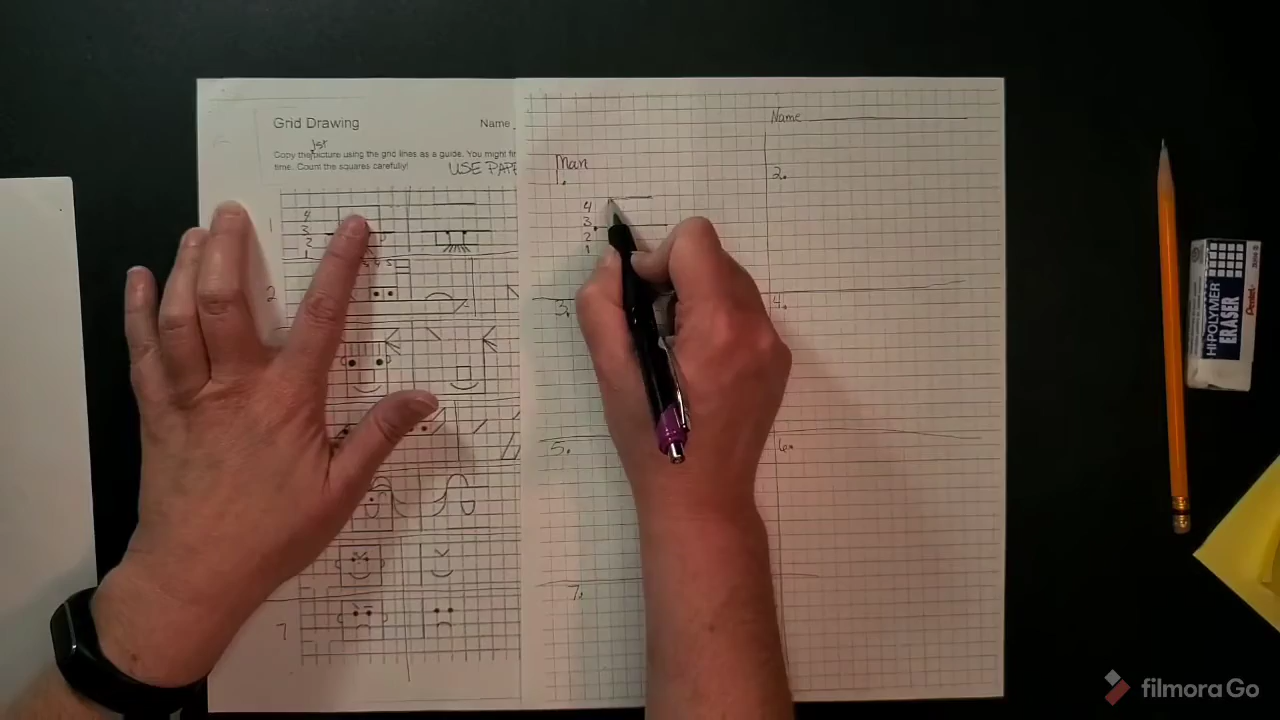 Grid Drawing
Name
1st
Copy the picture using the grid lines as a guide. You might
time. Count the squares carefully!
USE PAPE
1
4
3
2
1
2
7
Name
Man
1.
4
3
2
1
2.
3.
4.
5.
6.
7.
HI-POLYMER
ERASER
Pentel
filmora Go